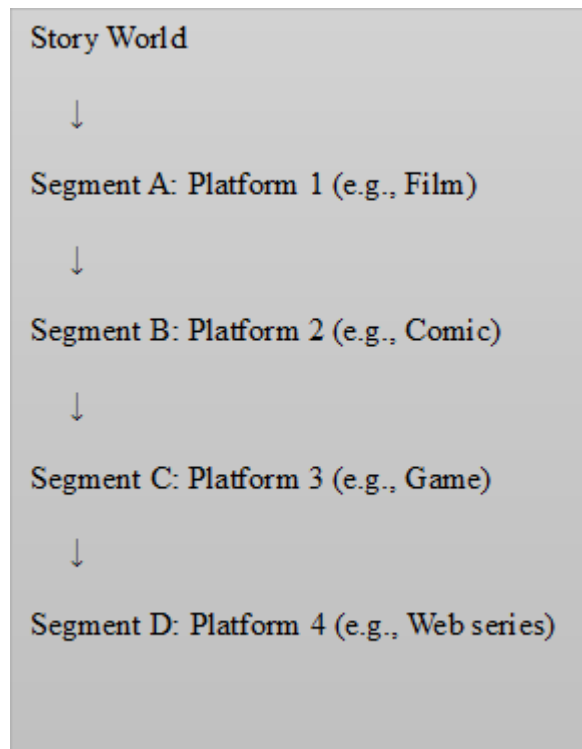 Story World
↓
Segment A: Platform 1 (e.g., Film)
↓
Segment B: Platform 2 (e.g., Comic)
↓
Segment C: Platform 3 (e.g., Game)
↓
Segment D: Platform 4 (e.g., Web series)